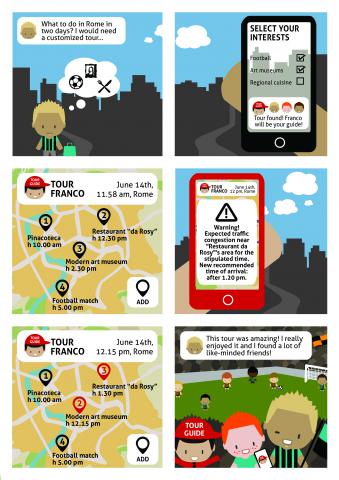 What to do in Rome in
two days? I would need
a customized tour...
SELECT YOUR
INTERESTS
Football
Art museums
Regional cuisine
Tour found! Franco
will be your guide!
TOUR
GUIDE
TOUR
FRANCO
June 14th,
11.58 am, Rome
1
Pinacoteca
h 10.00 am
2
Restaurant "da Rosy"
h 12.30 pm
3
Modern art museum
h 2.30 pm
4
Football match
h 5.00 pm
ADD
TOUR
GUIDE
TOUR
FRANCO
June 14th,
12 pm, Rome
Warning!
Expected traffic
congestion near
"Restaurant da
Rosy"s area for the
stipulated time.
New recommended
time of arrival:
after 1.20 pm.
TOUR
GUIDE
TOUR
FRANCO
June 14th,
12.15 pm, Rome
1
Pinacoteca
h 10.00 am
3
Restaurant "da Rosy"
h 1.30 pm
2
Modern art museum
h 12.15 pm
4
Football match
h 5.00 pm
ADD
This tour was amazing! I really
enjoyed it and I found a lot of
like-minded friends!
TOUR
GUIDE